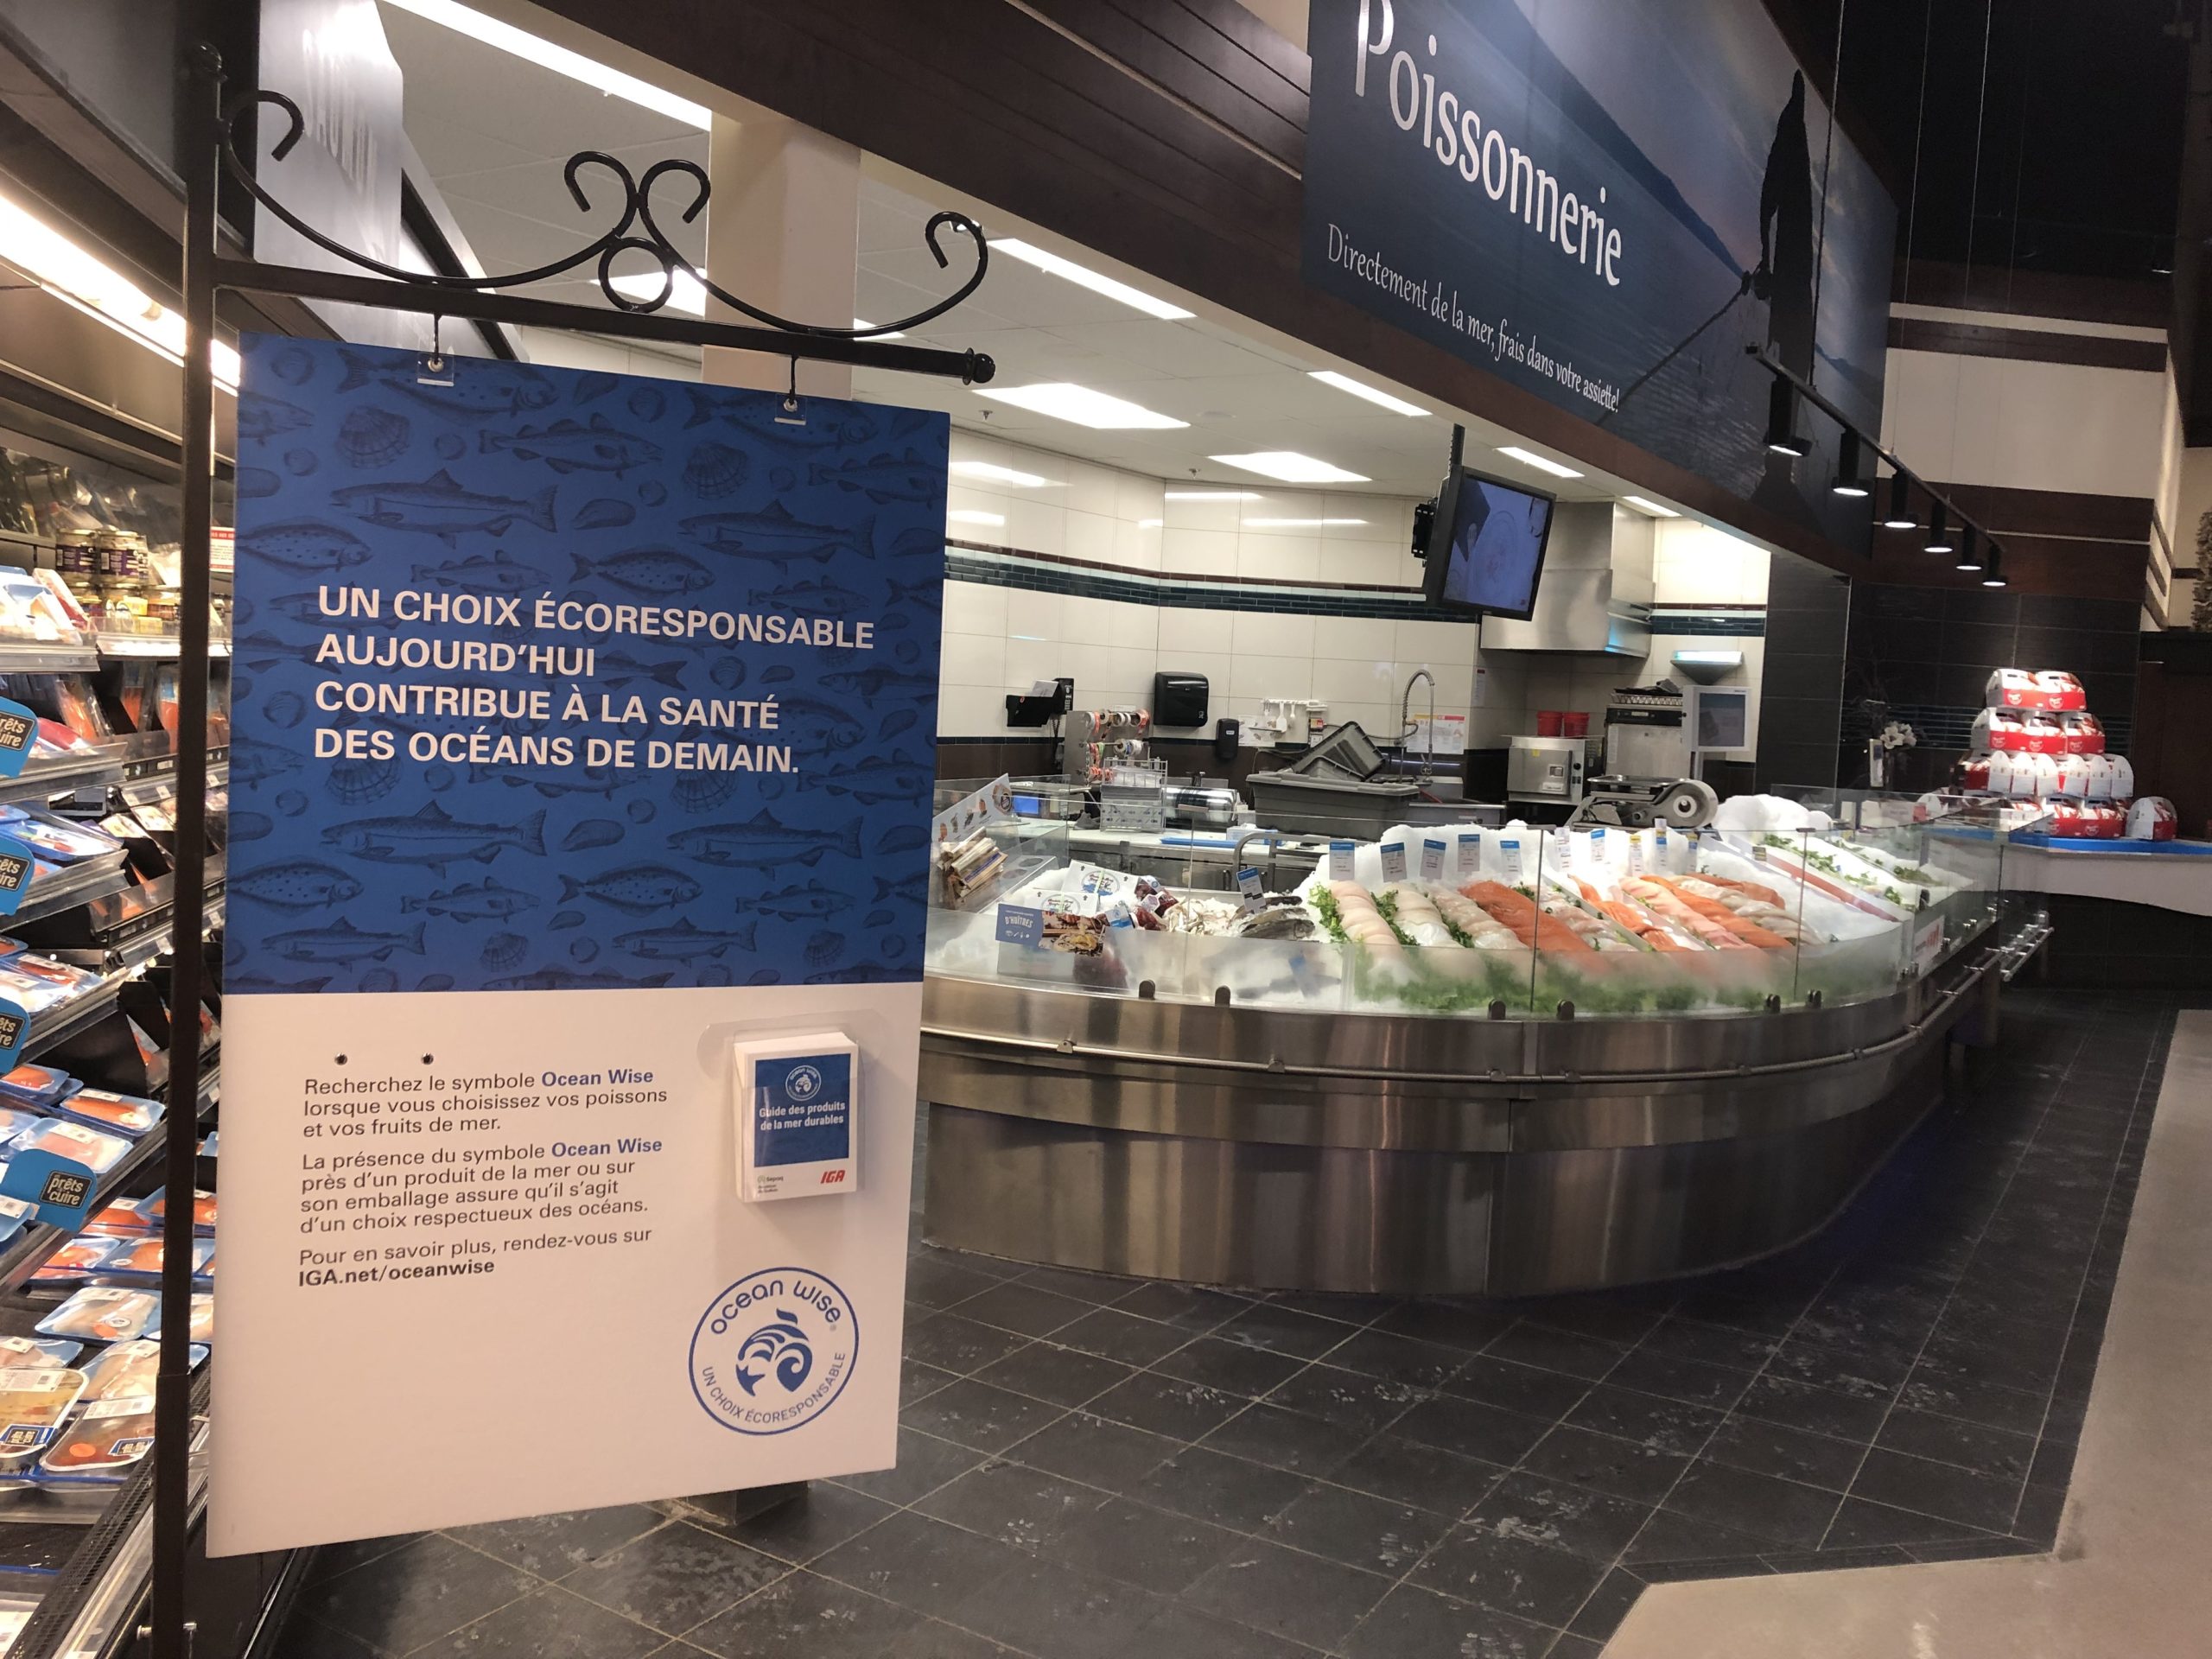 Poissonnerie
Directement de la mer, frais dans votre assiette!
UN CHOIX ÉCORESPONSABLE
AUJOURD'HUI
CONTRIBUE À LA SANTÉ
DES OCÉANS DE DEMAIN.
Recherchez le symbole Ocean Wise
lorsque vous choisissez vos poissons
et vos fruits de mer.
La présence du symbole Ocean Wise
près d'un produit de la mer ou sur
son emballage assure qu'il s'agit
d'un choix respectueux des océans.
Pour en savoir plus, rendez-vous sur
IGA.net/oceanwise
Guide des produits
de la mer durables
IGA
ocean wise®
UN CHOIX ÉCORESPONSABLE
prêts
cuire
D'HUÎTRES